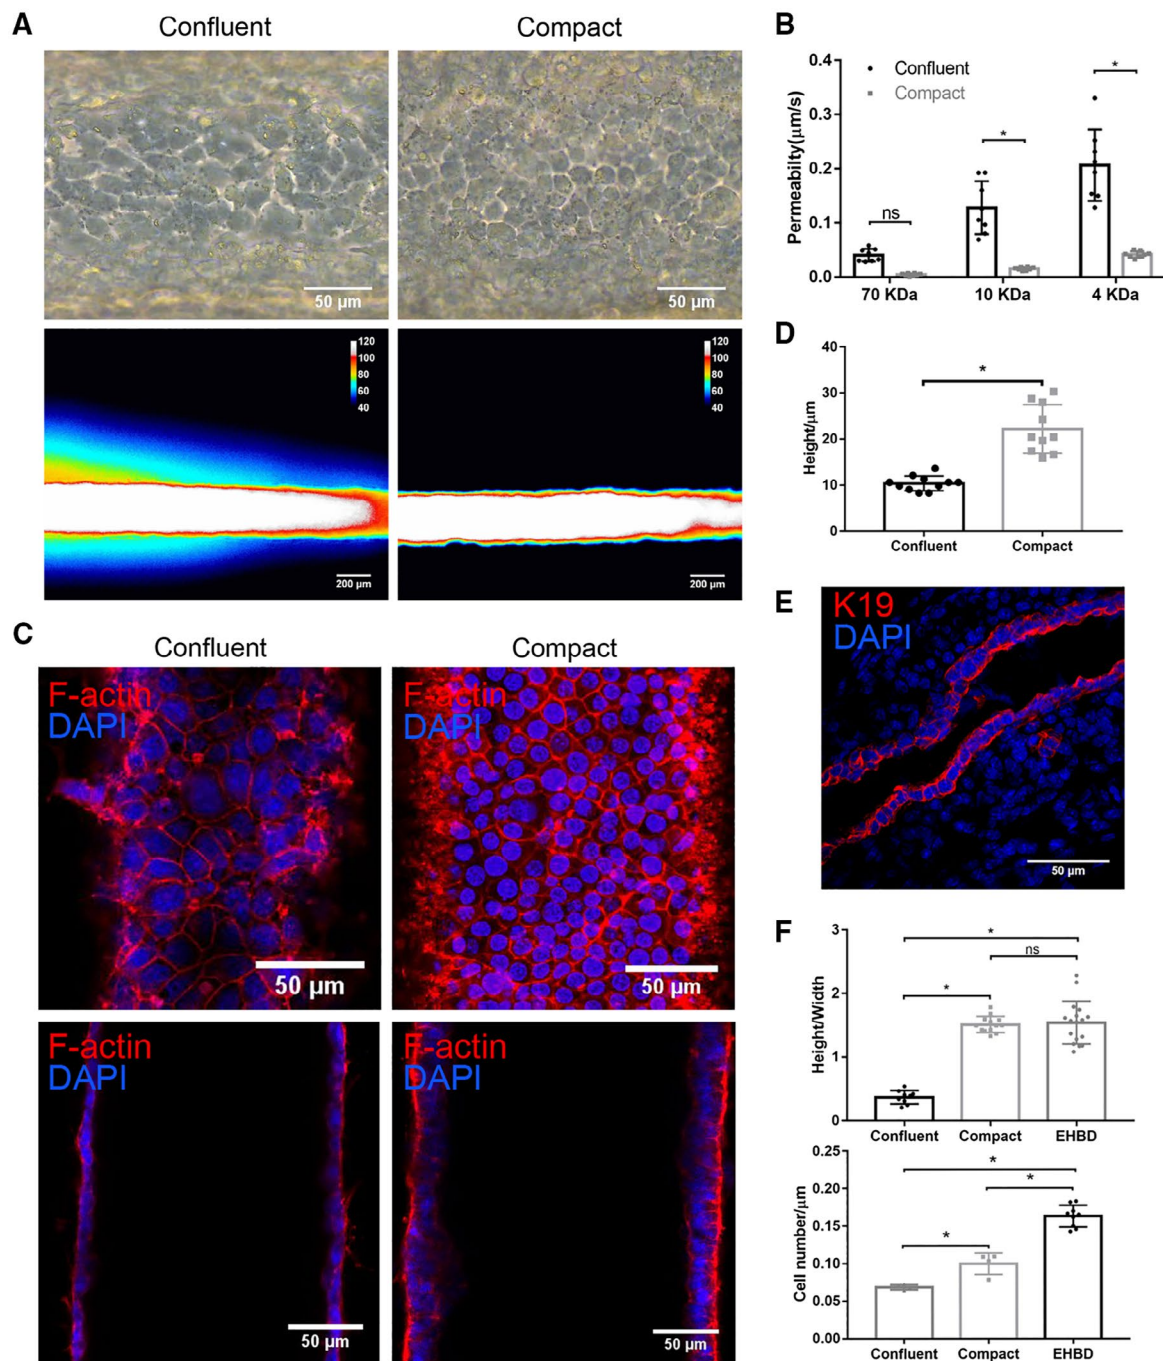 A
Confluent
Compact
50 µm
50 µm
120
100
80
60
40
200 µm
120
100
80
60
40
200 µm
B
Permeabilty(µm/s)
0.4
0.3
0.2
0.1
0.0
Confluent
Compact
ns
*
*
70 KDa
10 KDa
4 KDa
D
Height/µm
40
30
20
10
0
*
Confluent
Compact
C
Confluent
Compact
F-actin
DAPI
50 µm
F-actin
DAPI
50 µm
F-actin
DAPI
50 µm
F-actin
DAPI
50 µm
E
K19
DAPI
50 µm
F
Height/Width
3
2
1
0
*
ns
*
Confluent
Compact
EHBD
Cell number/µm
0.25
0.20
0.15
0.10
0.05
0.00
*
*
*
Confluent
Compact
EHBD